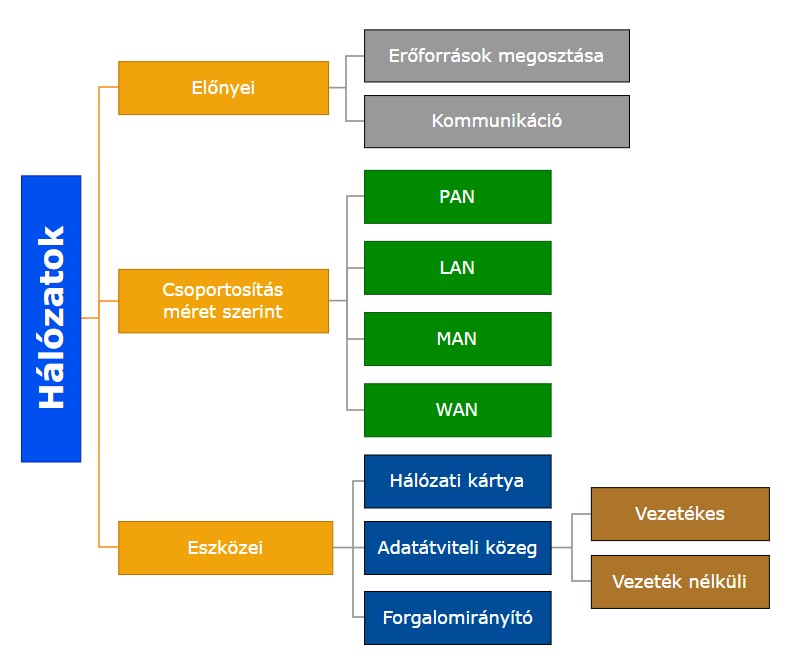 Hálózatok
Előnyei
Erőforrások megosztása
Kommunikáció
Csoportosítás
méret szerint
PAN
LAN
MAN
WAN
Eszközei
Hálózati kártya
Adatátviteli közeg
Vezetékes
Vezeték nélküli
Forgalomirányító